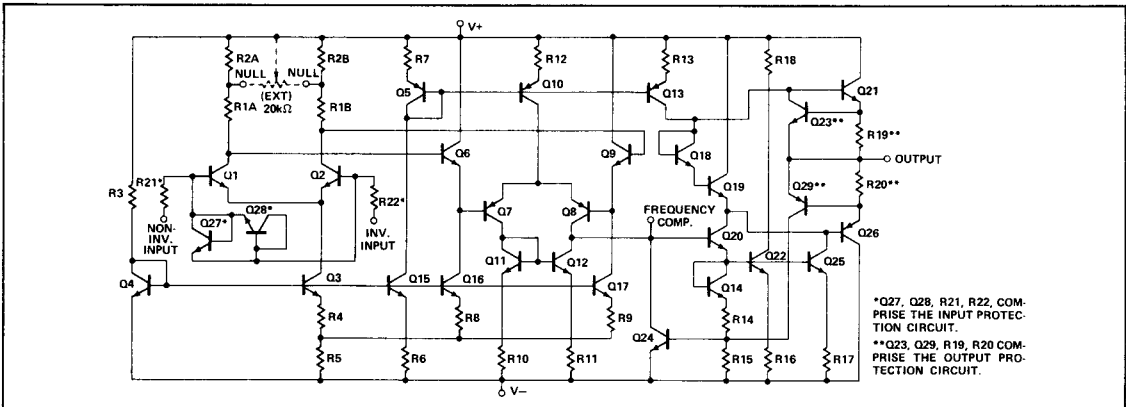 V+
R2A
R2B
R7
R12
R13
R18
NULL
NULL
(EXT)
20kΩ
Q5
Q10
Q13
Q21
Q23**
R1A
R1B
R19**
Q18
Q6
Q9
OUTPUT
R3
R21*
Q1
Q2
Q19
Q29**
R20**
R22*
Q7
Q8
FREQUENCY
COMP.
Q28*
Q27*
Q20
Q26
NON-
INV.
INPUT
INV.
INPUT
Q11
Q12
Q22
Q25
Q4
Q3
Q15
Q16
Q17
Q14
R4
R8
R9
R14
Q24
R5
R6
R10
R11
R15
R16
R17
V−
*Q27, Q28, R21, R22, COM-
PRISE THE INPUT PROTEC-
TION CIRCUIT.
**Q23, Q29, R19, R20 COM-
PRISE THE OUTPUT PRO-
TECTION CIRCUIT.